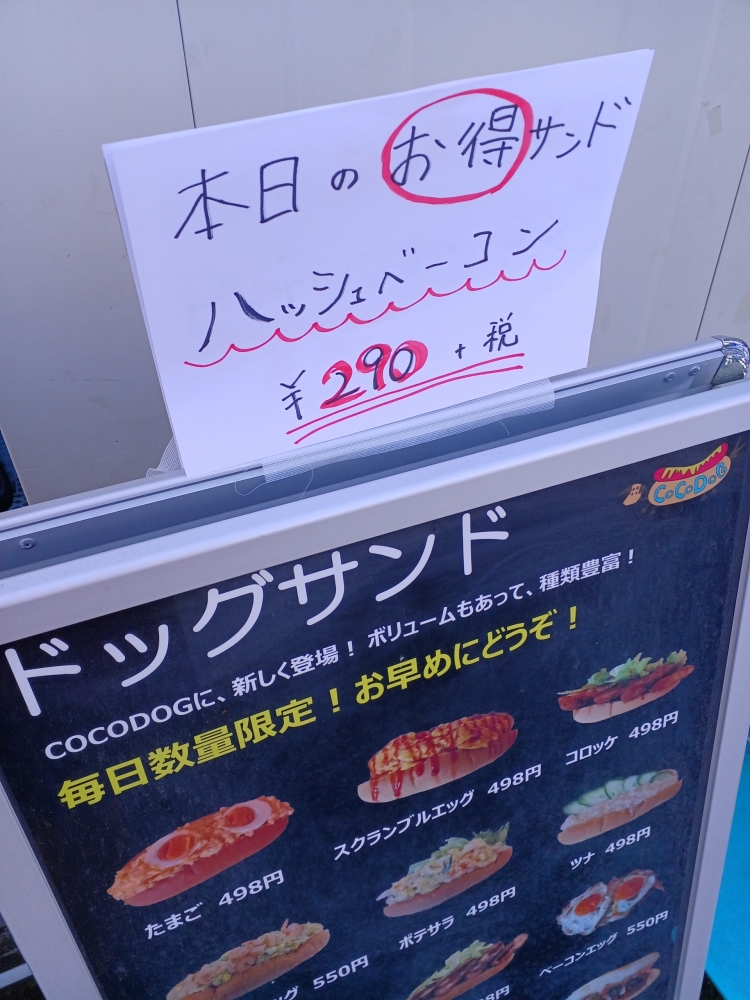 本日のお得サンド
ハッシュベーコン
¥290+税
COCODOG
ドッグサンド
COCODOGに、新しく登場！ボリュームもあって、種類豊富！
毎日数量限定！お早めにどうぞ！
たまご 498円
スクランブルエッグ 498円
コロッケ 498円
ポテサラ 498円
ツナ 498円
ッグ 550円
ベーコンエッグ 550円
98円